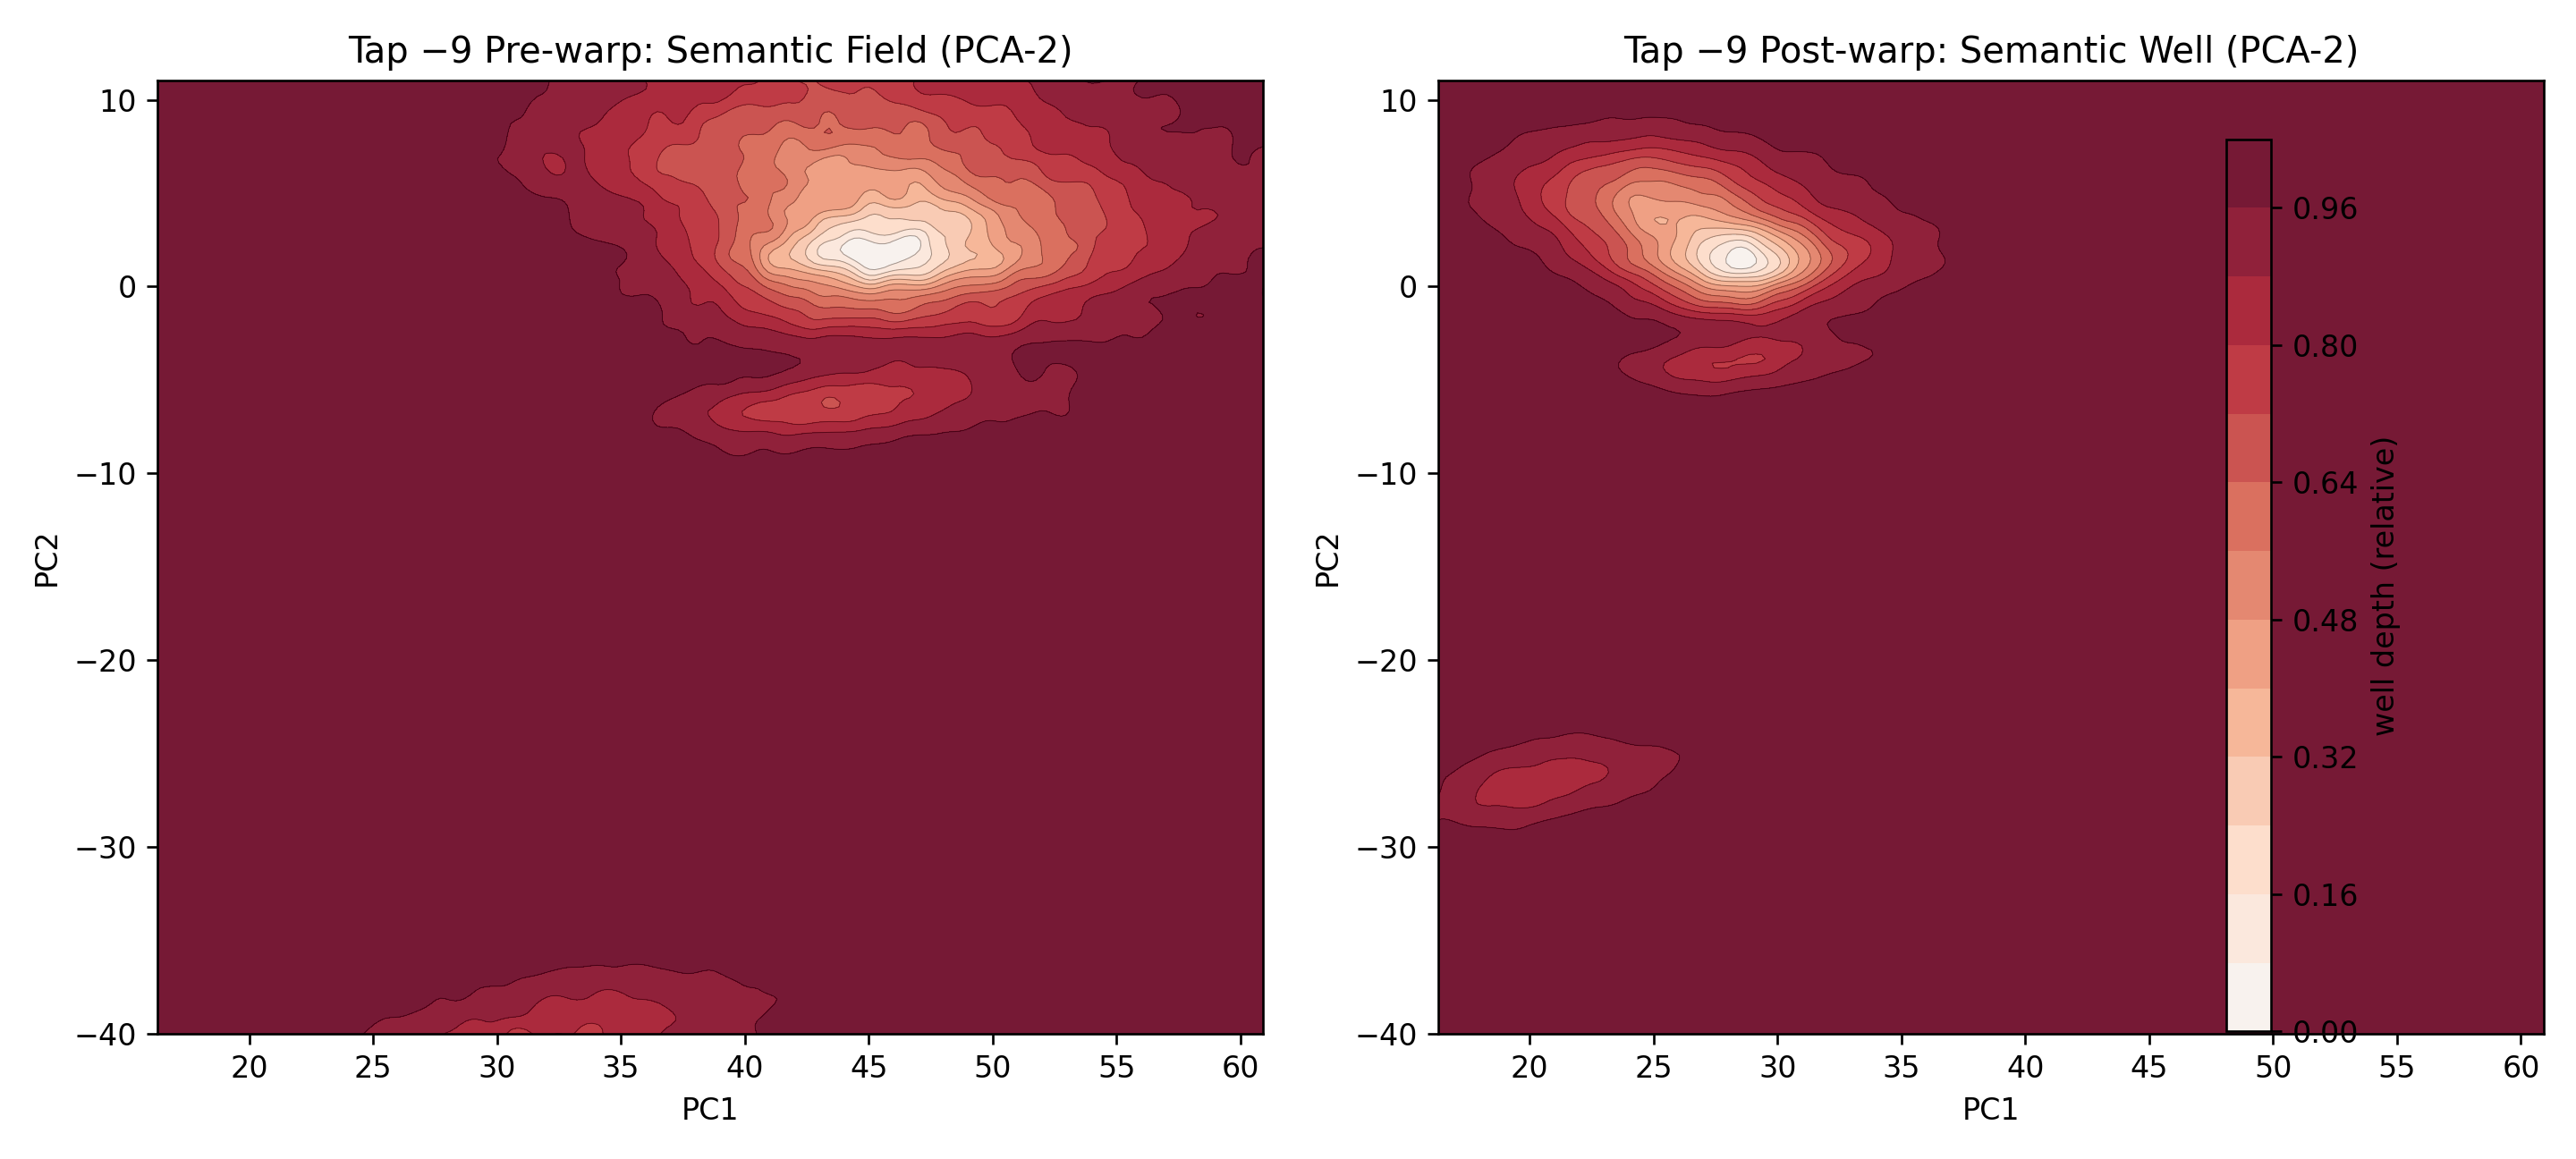 Tap −9 Pre-warp: Semantic Field (PCA-2)
10
0
−10
−20
−30
−40
PC2
20 25 30 35 40 45 50 55 60
PC1
Tap −9 Post-warp: Semantic Well (PCA-2)
10
0
−10
−20
−30
−40
PC2
20 25 30 35 40 45 50 55 60
PC1
0.96
0.80
0.64
0.48
0.32
0.16
0.00
well depth (relative)